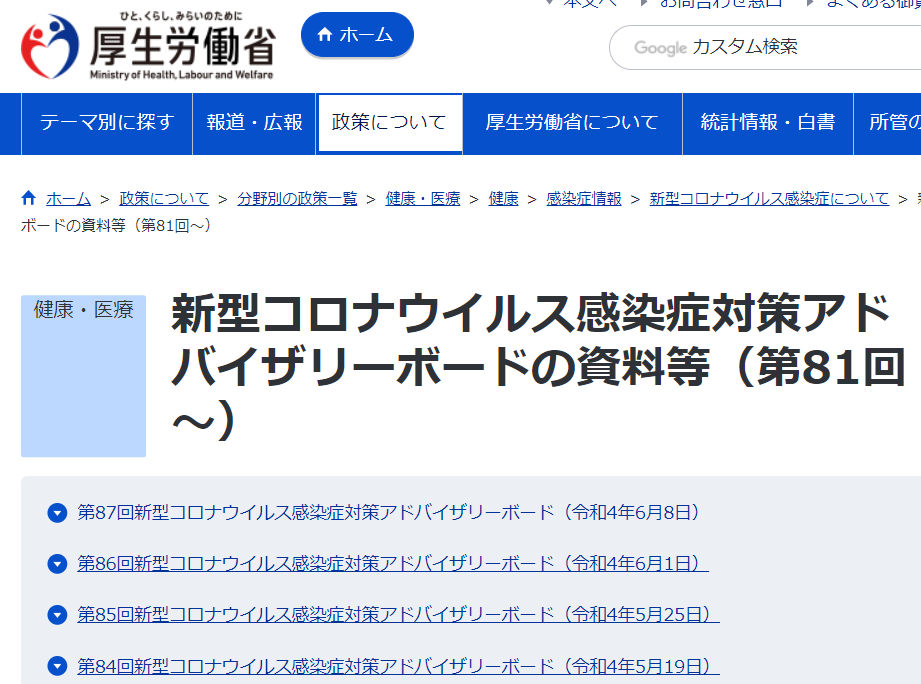 本文へ お問合わせ窓口 よくある御質
ひと、くらし、みらいのために
厚生労働省
Ministry of Health, Labour and Welfare
ホーム
Google カスタム検索
テーマ別に探す 報道・広報 政策について 厚生労働省について 統計情報・白書 所管の
ホーム > 政策について > 分野別の政策一覧 > 健康・医療 > 健康 > 感染症情報 > 新型コロナウイルス感染症について >
ボードの資料等（第81回～）
健康・医療
新型コロナウイルス感染症対策アド
バイザリーボードの資料等（第81回
～）
第87回新型コロナウイルス感染症対策アドバイザリーボード（令和4年6月8日）
第86回新型コロナウイルス感染症対策アドバイザリーボード（令和4年6月1日）
第85回新型コロナウイルス感染症対策アドバイザリーボード（令和4年5月25日）
第84回新型コロナウイルス感染症対策アドバイザリーボード（令和4年5月19日）